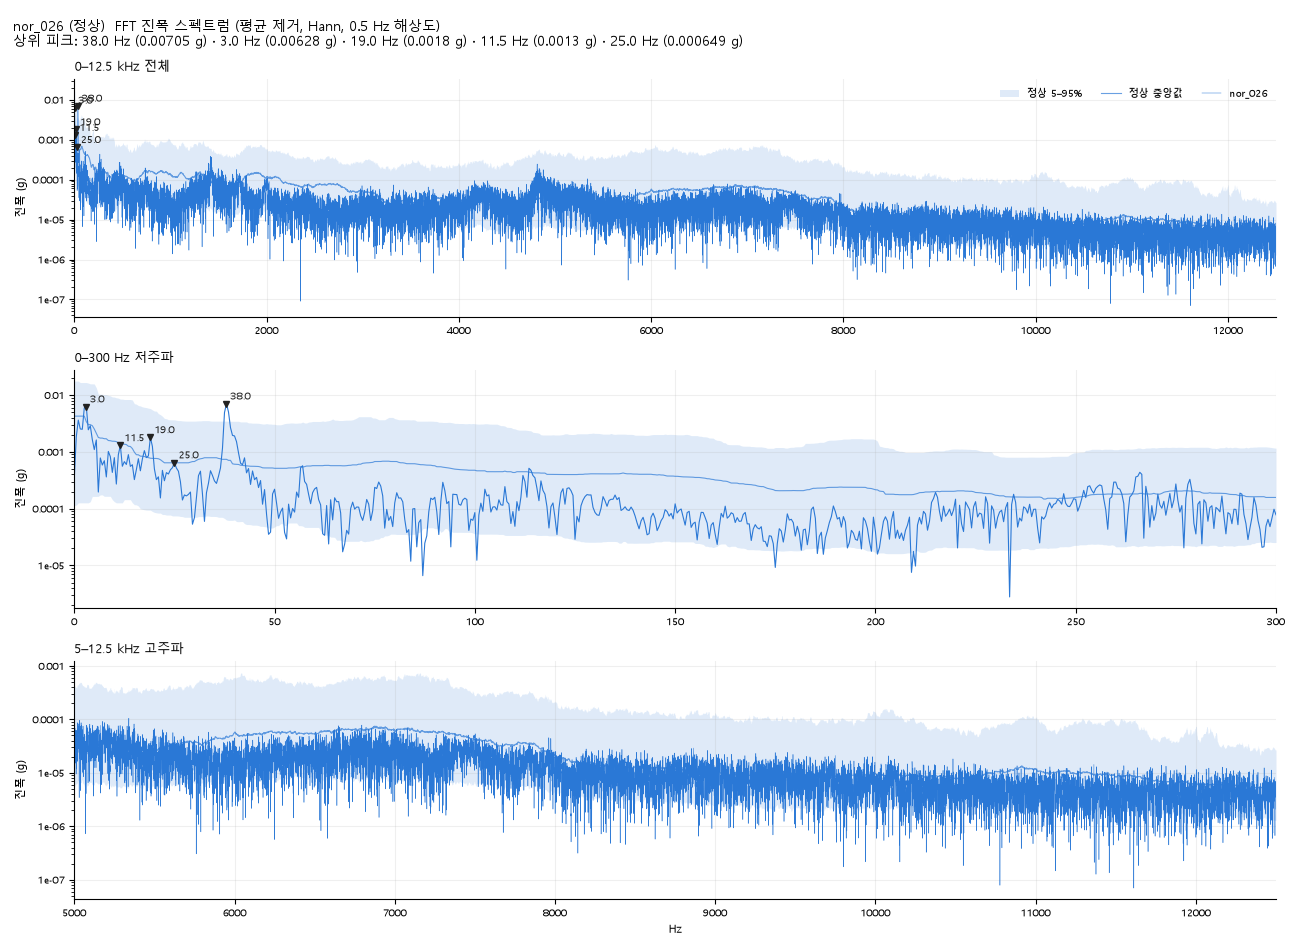 nor_026 (정상)  FFT 진폭 스펙트럼 (평균 제거, Hann, 0.5 Hz 해상도)
상위 피크: 38.0 Hz (0.00705 g) · 3.0 Hz (0.00628 g) · 19.0 Hz (0.0018 g) · 11.5 Hz (0.0013 g) · 25.0 Hz (0.000649 g)
0–12.5 kHz 전체
정상 5–95%
정상 중앙값
nor_026
38.0
19.0
11.5
25.0
진폭 (g)
0.01
0.001
0.0001
1e-05
1e-06
1e-07
0 2000 4000 6000 8000 10000 12000
0–300 Hz 저주파
3.0
11.5
19.0
25.0
38.0
진폭 (g)
0.01
0.001
0.0001
1e-05
0 50 100 150 200 250 300
5–12.5 kHz 고주파
진폭 (g)
0.001
0.0001
1e-05
1e-06
1e-07
5000 6000 7000 8000 9000 10000 11000 12000
Hz